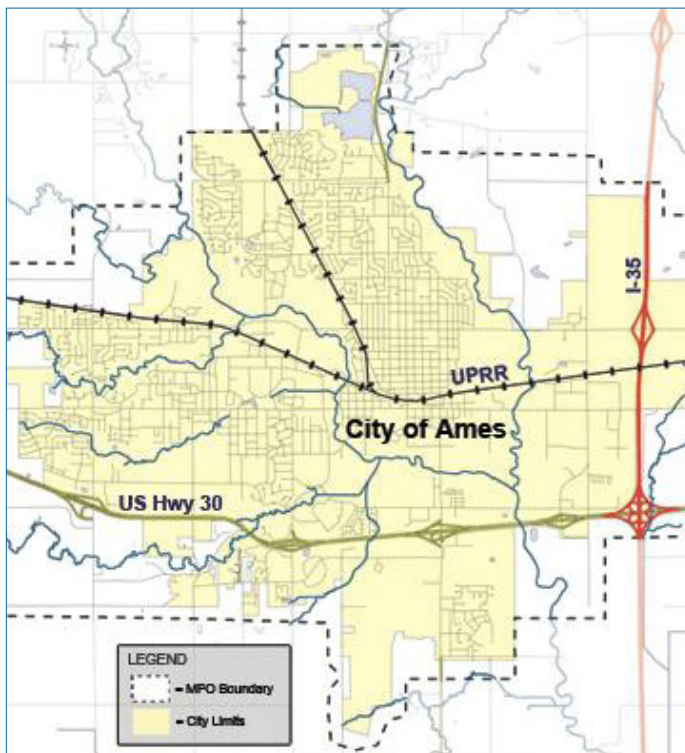 I-35
UPRR
City of Ames
US Hwy 30
LEGEND
= MPO Boundary
= City Limits